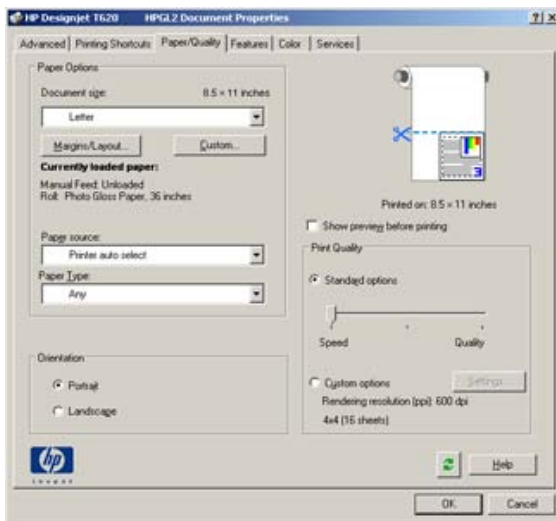 HP Designjet T620 HPGL2 Document Properties
Advanced Printing Shortcuts Paper/Quality Features Color Services
Paper Options
Document size: 8.5 × 11 inches
Letter
Margins/Layout... Custom...
Currently loaded paper:
Manual Feed: Unloaded
Roll: Photo Gloss Paper, 36 inches
Paper source:
Printer auto select
Paper Type:
Any
Orientation
Portrait
Landscape
Printed on: 8.5 × 11 inches
Show preview before printing
Print Quality
Standard options
Speed Quality
Custom options Settings...
Rendering resolution (ppi): 600 dpi
4x4 (16 sheets)
hp
invent
Help
OK Cancel
3